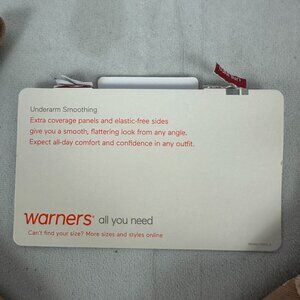 Underarm Smoothing
Extra coverage panels and elastic-free sides
give you a smooth, flattering look from any angle.
Expect all-day comfort and confidence in any outfit.
warners® all you need
Can't find your size? More sizes and styles online